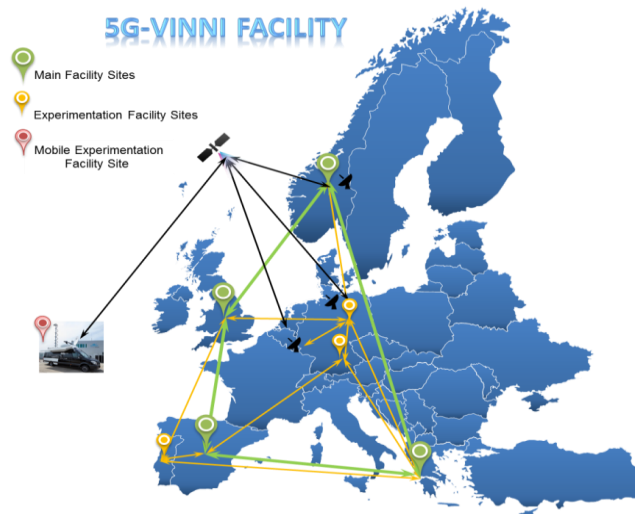 5G-VINNI FACILITY
Main Facility Sites
Experimentation Facility Sites
Mobile Experimentation
Facility Site